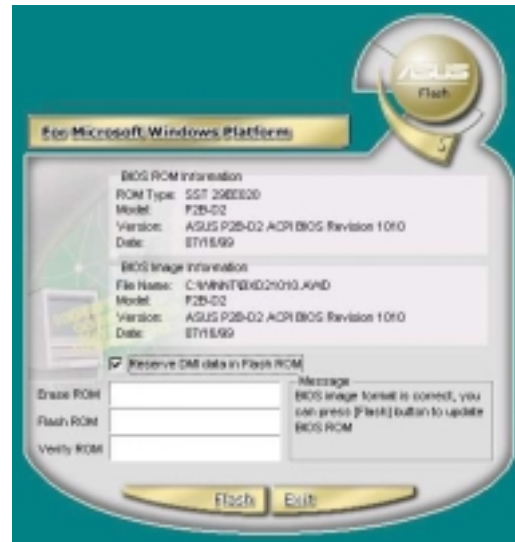 ASUS
Flash
For Microsoft Windows Platform
BIOS ROM Information
ROM Type: SST 29EE020
Model: P2B-D2
Version: ASUS P2B-D2 ACPI BIOS Revision 1010
Date: 07/16/99
BIOS Image Information
File Name:
Model: P2B-D2
Version: ASUS P2B-D2 ACPI BIOS Revision 1010
Date: 07/16/99
Reserve DMI data in Flash ROM
Erase ROM
Flash ROM
Verify ROM
Message
BIOS image format is correct, you
can press [Flash] button to update
BIOS ROM
Flash
Exit